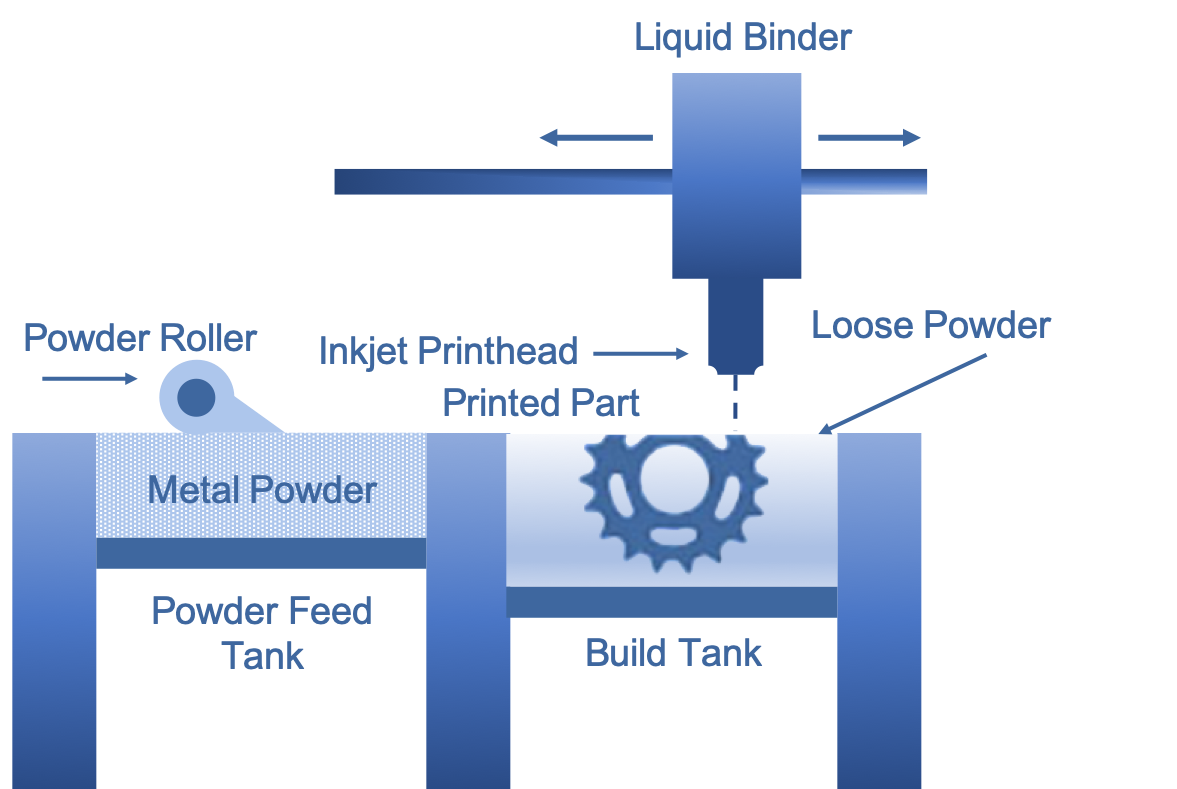 Liquid Binder
Powder Roller
Inkjet Printhead
Loose Powder
Printed Part
Metal Powder
Powder Feed
Tank
Build Tank